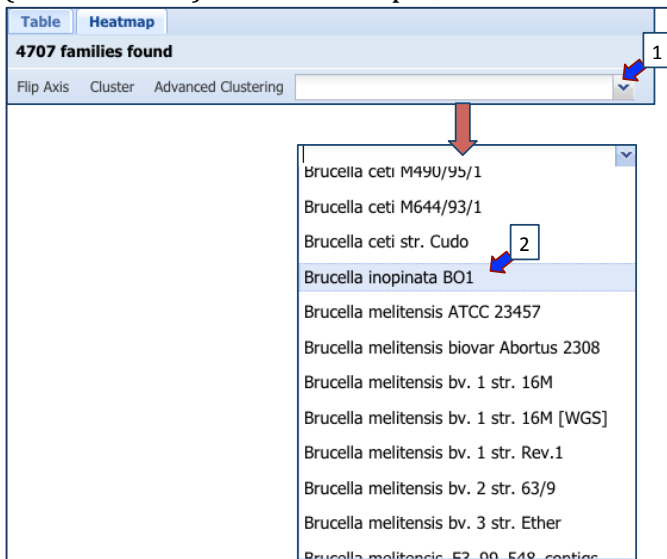 Table Heatmap
4707 families found
1
Flip Axis Cluster Advanced Clustering
Brucella ceti M490/95/1
Brucella ceti M644/93/1
Brucella ceti str. Cudo
2
Brucella inopinata BO1
Brucella melitensis ATCC 23457
Brucella melitensis biovar Abortus 2308
Brucella melitensis bv. 1 str. 16M
Brucella melitensis bv. 1 str. 16M [WGS]
Brucella melitensis bv. 1 str. Rev.1
Brucella melitensis bv. 2 str. 63/9
Brucella melitensis bv. 3 str. Ether
Brucella melitensis